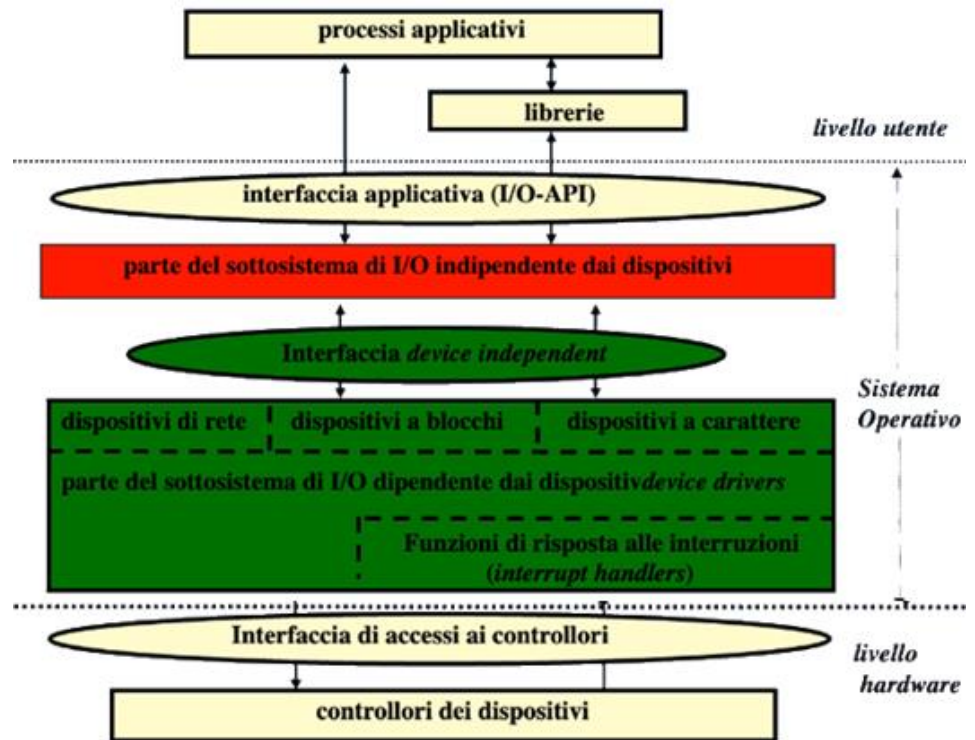 processi applicativi
librerie
livello utente
interfaccia applicativa (I/O-API)
parte del sottosistema di I/O indipendente dai dispositivi
Interfaccia device independent
Sistema
Operativo
dispositivi di rete
dispositivi a blocchi
dispositivi a carattere
parte del sottosistema di I/O dipendente dai dispositivdevice drivers
Funzioni di risposta alle interruzioni
(interrupt handlers)
Interfaccia di accessi ai controllori
livello
hardware
controllori dei dispositivi